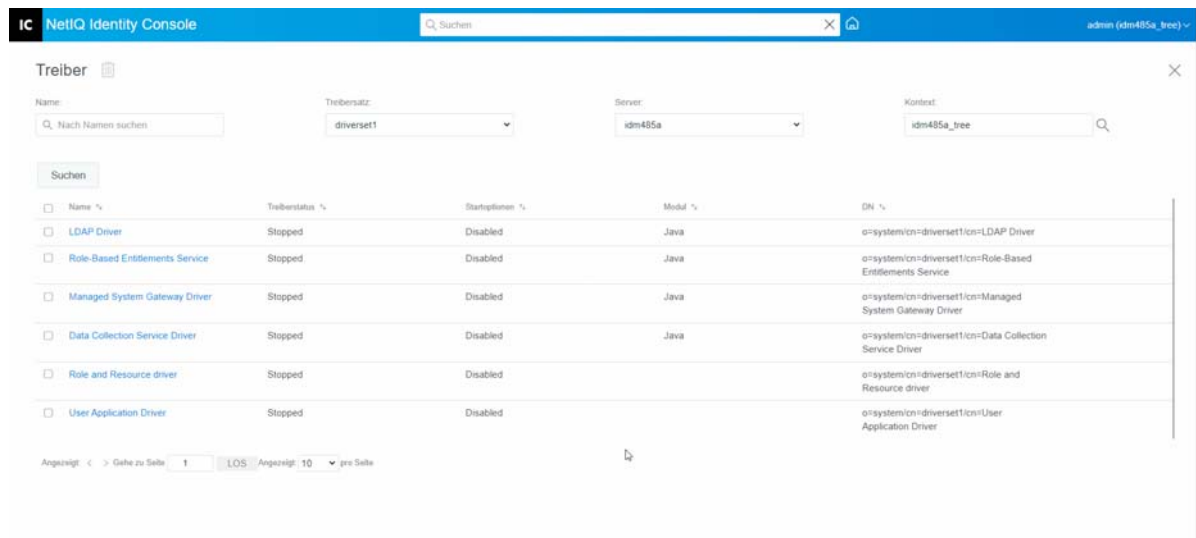 IC NetIQ Identity Console
Suchen
admin (idm485a_tree)
Treiber
Name: Treibersatz: Server: Kontext:
Nach Namen suchen driverset1 idm485a idm485a_tree
Suchen
Name Treiberstatus Startoptionen Modul DN
LDAP Driver Stopped Disabled Java o=system/cn=driverset1/cn=LDAP Driver
Role-Based Entitlements Service Stopped Disabled Java o=system/cn=driverset1/cn=Role-Based
Entitlements Service
Managed System Gateway Driver Stopped Disabled Java o=system/cn=driverset1/cn=Managed
System Gateway Driver
Data Collection Service Driver Stopped Disabled Java o=system/cn=driverset1/cn=Data Collection
Service Driver
Role and Resource driver Stopped Disabled o=system/cn=driverset1/cn=Role and
Resource driver
User Application Driver Stopped Disabled o=system/cn=driverset1/cn=User
Application Driver
Angezeigt: < > Gehe zu Seite 1 LOS Angezeigt: 10 pro Seite